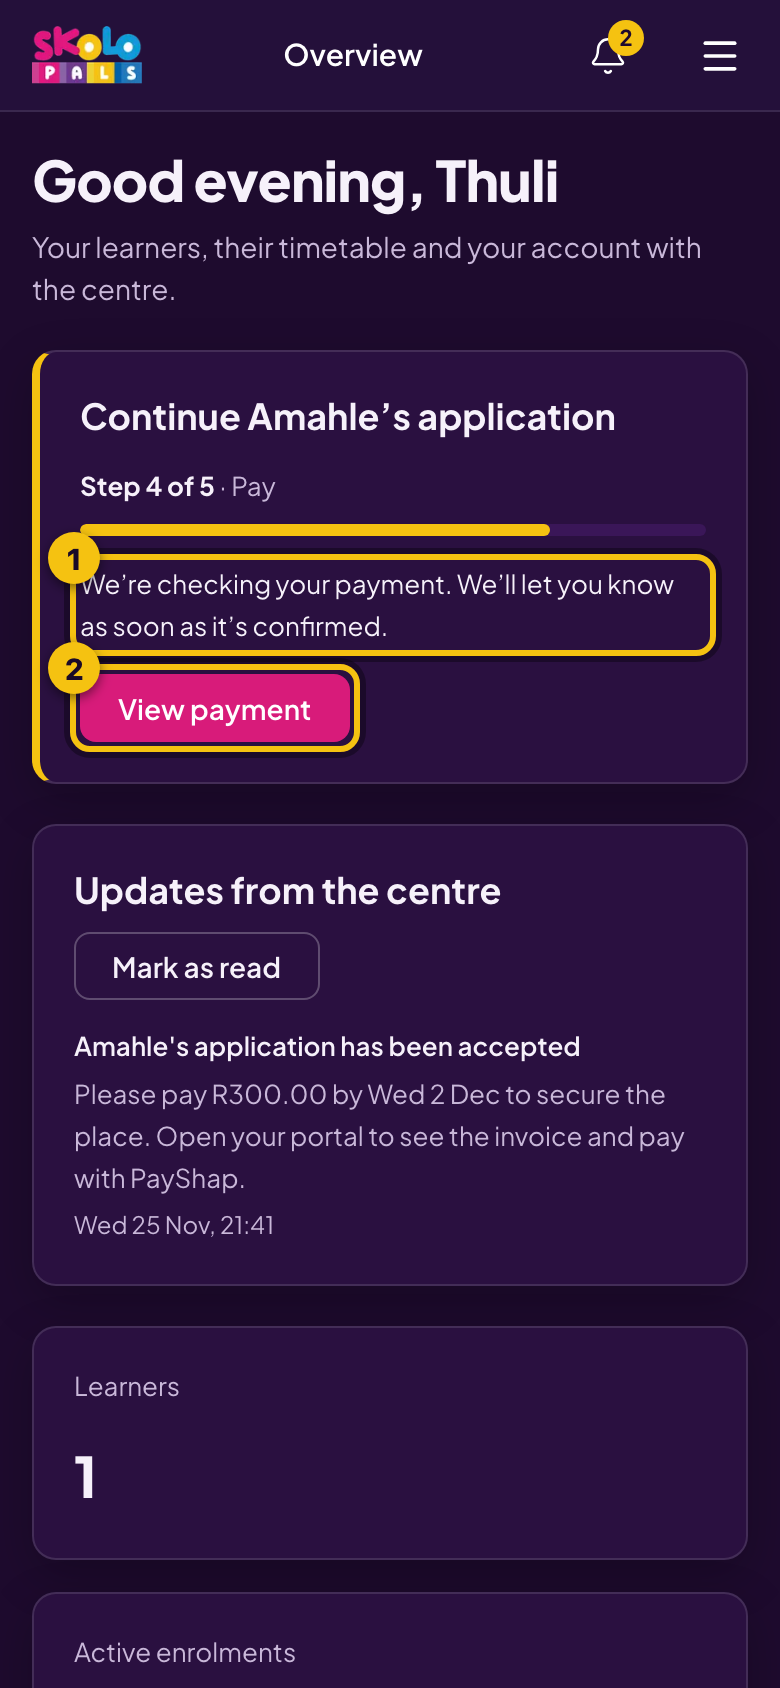 SKOLO
PALS
Overview
2
Good evening, Thuli
Your learners, their timetable and your account with
the centre.
Continue Amahle’s application
Step 4 of 5 · Pay
1
We’re checking your payment. We’ll let you know
as soon as it’s confirmed.
2
View payment
Updates from the centre
Mark as read
Amahle's application has been accepted
Please pay R300.00 by Wed 2 Dec to secure the
place. Open your portal to see the invoice and pay
with PayShap.
Wed 25 Nov, 21:41
Learners
1
Active enrolments